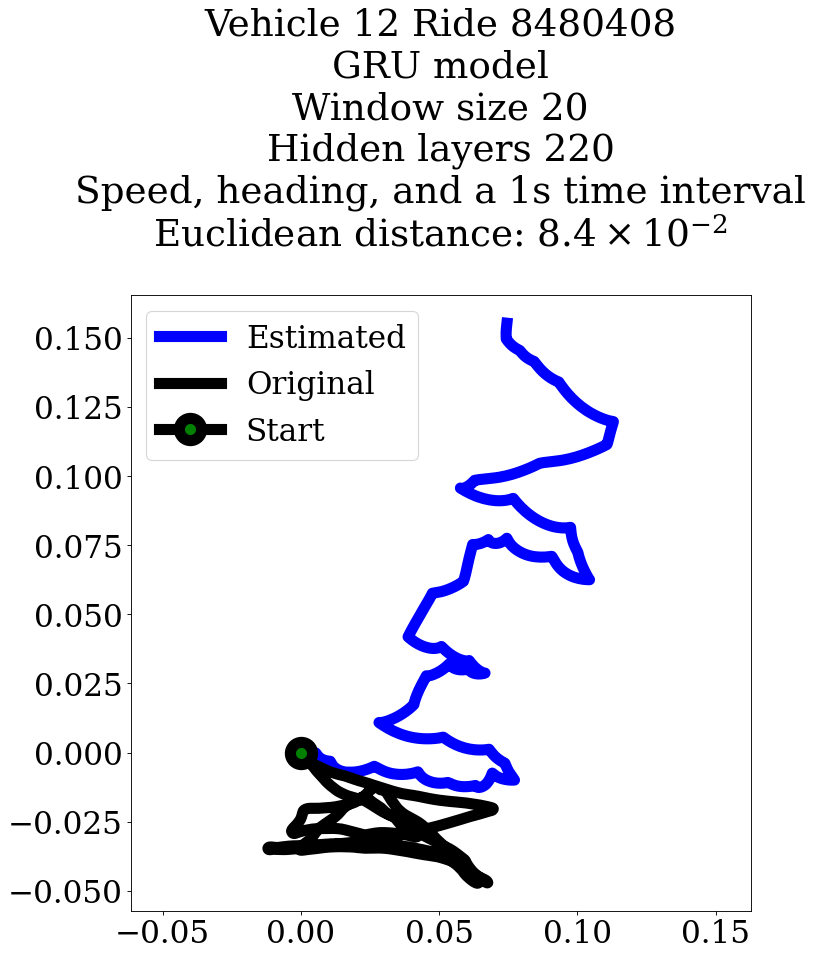 Vehicle 12 Ride 8480408
GRU model
Window size 20
Hidden layers 220
Speed, heading, and a 1s time interval
Euclidean distance: 8.4 × 10⁻²
Estimated
Original
Start
0.150
0.125
0.100
0.075
0.050
0.025
0.000
−0.025
−0.050
−0.05 0.00 0.05 0.10 0.15